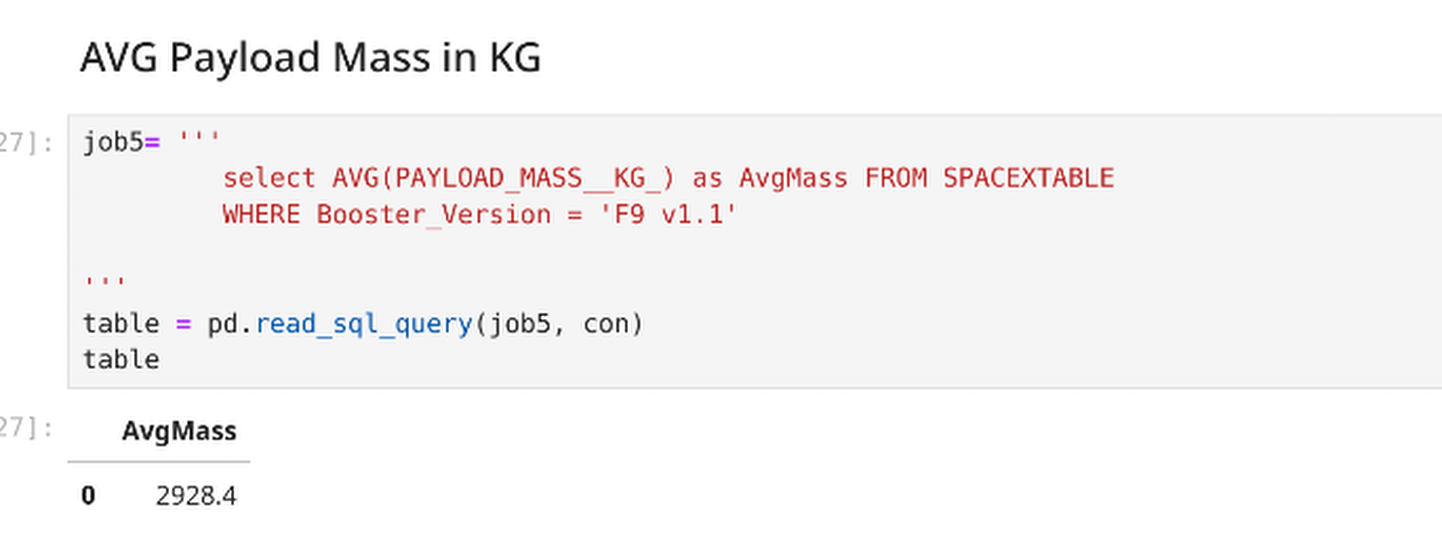 AVG Payload Mass in KG
27]:
job5= '''
select AVG(PAYLOAD_MASS__KG_) as AvgMass FROM SPACEXTABLE
WHERE Booster_Version = 'F9 v1.1'
'''
table = pd.read_sql_query(job5, con)
table
27]:
AvgMass
0 2928.4